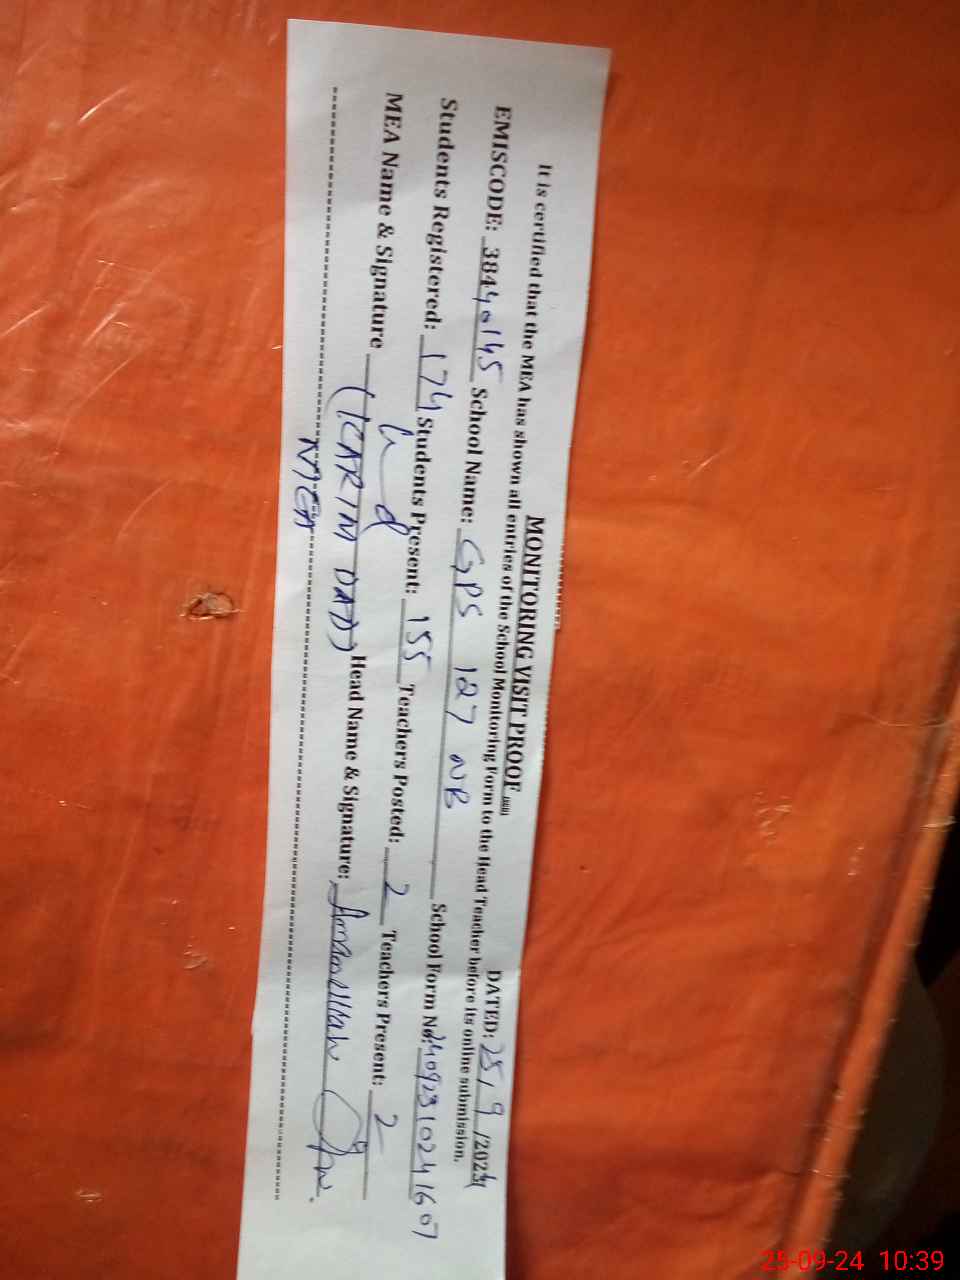 MONITORING VISIT PROOF
DATED: 25/9/2024
It is certified that the MEA has shown all entries of the School Monitoring Form to the Head Teacher before its online submission.
EMISCODE: 38440145 School Name: GPS 127 NB School Form No: 24092310241607
Students Registered: 174 Students Present: 155 Teachers Posted: 2 Teachers Present: 2
MEA Name & Signature (KARIM DAD) Head Name & Signature:
MEA
25-09-24 10:39